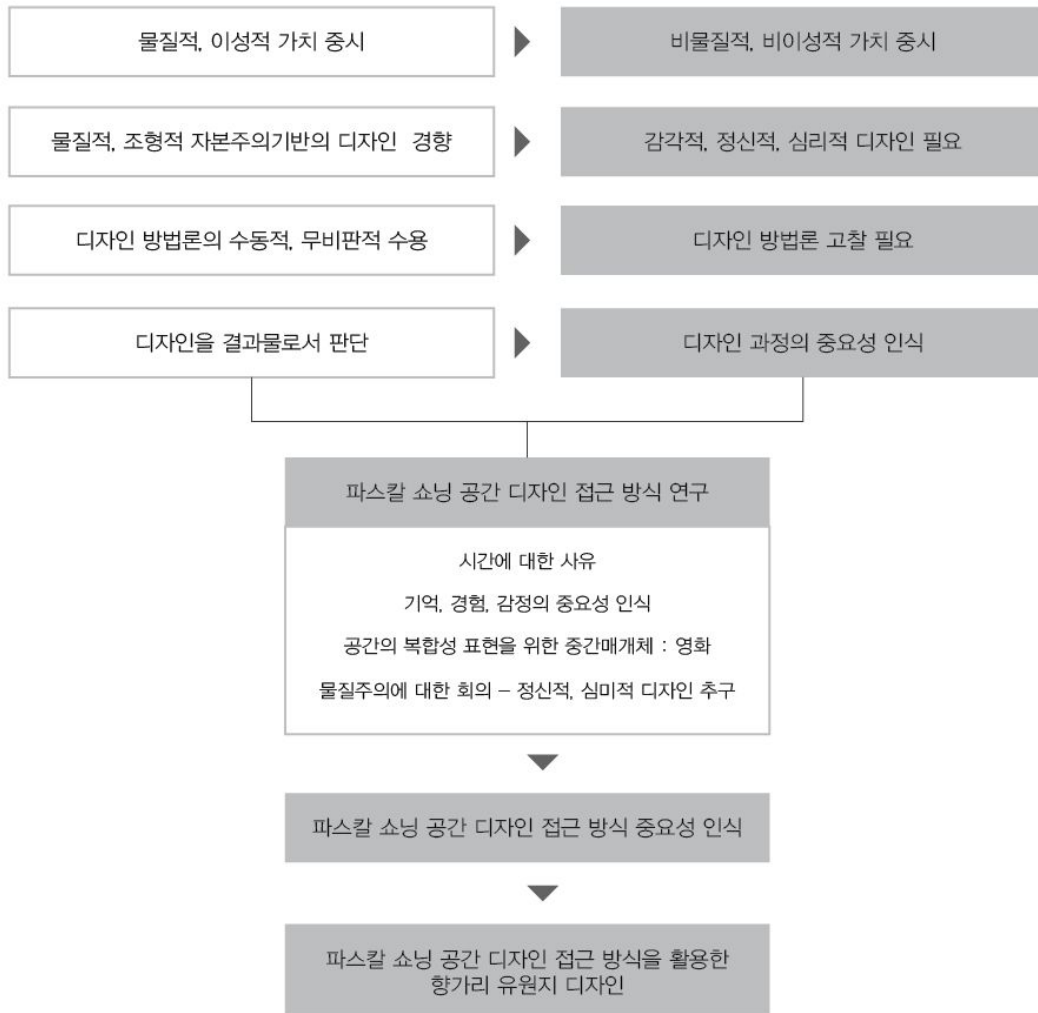 물질적, 이성적 가치 중시
비물질적, 비이성적 가치 중시
물질적, 조형적 자본주의기반의 디자인 경향
감각적, 정신적, 심리적 디자인 필요
디자인 방법론의 수동적, 무비판적 수용
디자인 방법론 고찰 필요
디자인을 결과물로서 판단
디자인 과정의 중요성 인식
파스칼 쇼닝 공간 디자인 접근 방식 연구
시간에 대한 사유
기억, 경험, 감정의 중요성 인식
공간의 복합성 표현을 위한 중간매개체 : 영화
물질주의에 대한 회의 – 정신적, 심미적 디자인 추구
파스칼 쇼닝 공간 디자인 접근 방식 중요성 인식
파스칼 쇼닝 공간 디자인 접근 방식을 활용한
향가리 유원지 디자인